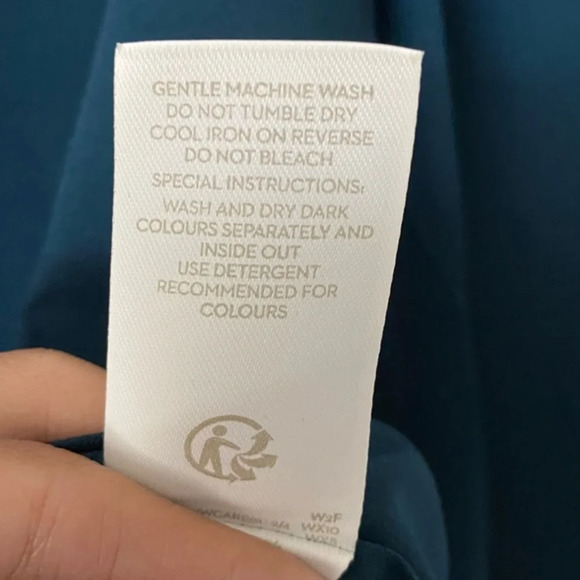 GENTLE MACHINE WASH
DO NOT TUMBLE DRY
COOL IRON ON REVERSE
DO NOT BLEACH
SPECIAL INSTRUCTIONS:
WASH AND DRY DARK
COLOURS SEPARATELY AND
INSIDE OUT
USE DETERGENT
RECOMMENDED FOR
COLOURS
W2F
WX10